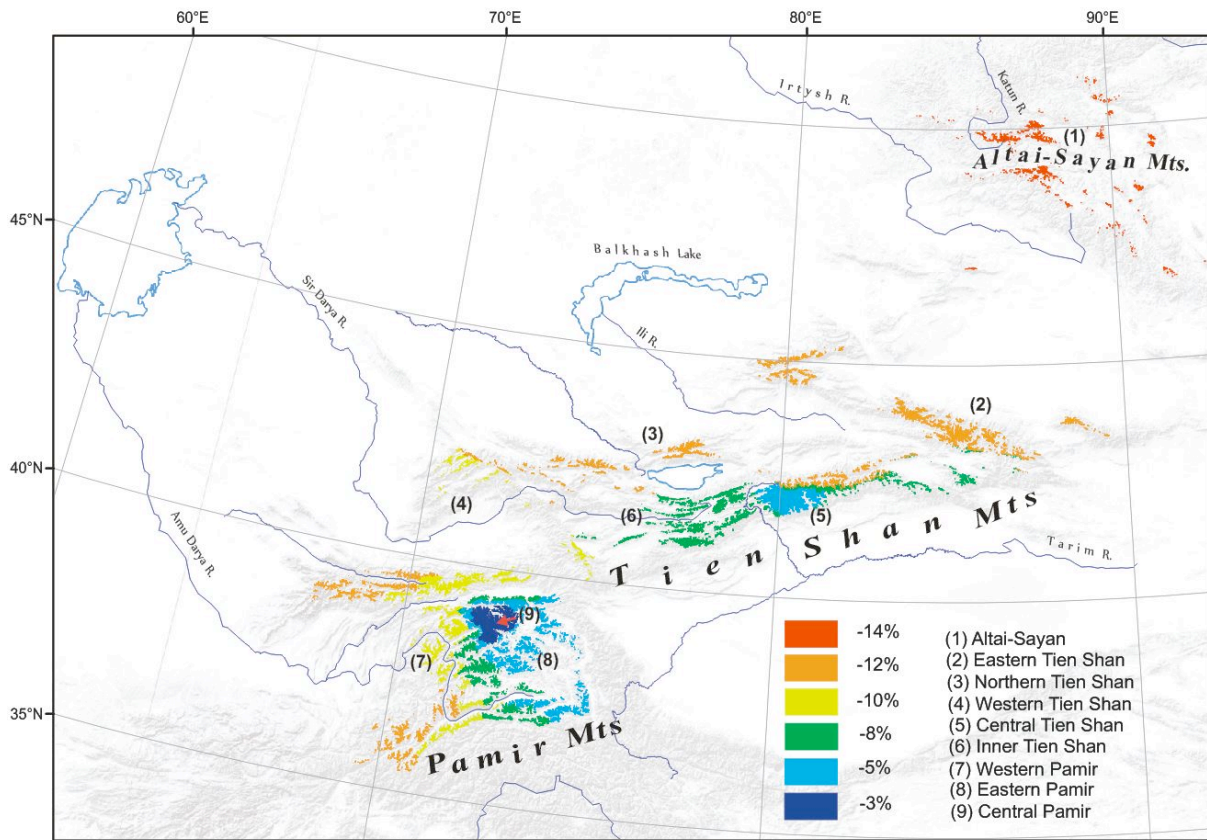 60°E 70°E 80°E 90°E
Irtysh R.
Katun R.
(1)
Altai-Sayan Mts.
45°N
Balkhash Lake
Sir Darya R.
Ili R.
(2)
(3)
40°N
(4)
(6)
(5)
Tien Shan Mts
Amu Darya R.
Tarim R.
(9)
(7)
(8)
35°N
Pamir Mts
-14%
-12%
-10%
-8%
-5%
-3%
(1) Altai-Sayan
(2) Eastern Tien Shan
(3) Northern Tien Shan
(4) Western Tien Shan
(5) Central Tien Shan
(6) Inner Tien Shan
(7) Western Pamir
(8) Eastern Pamir
(9) Central Pamir